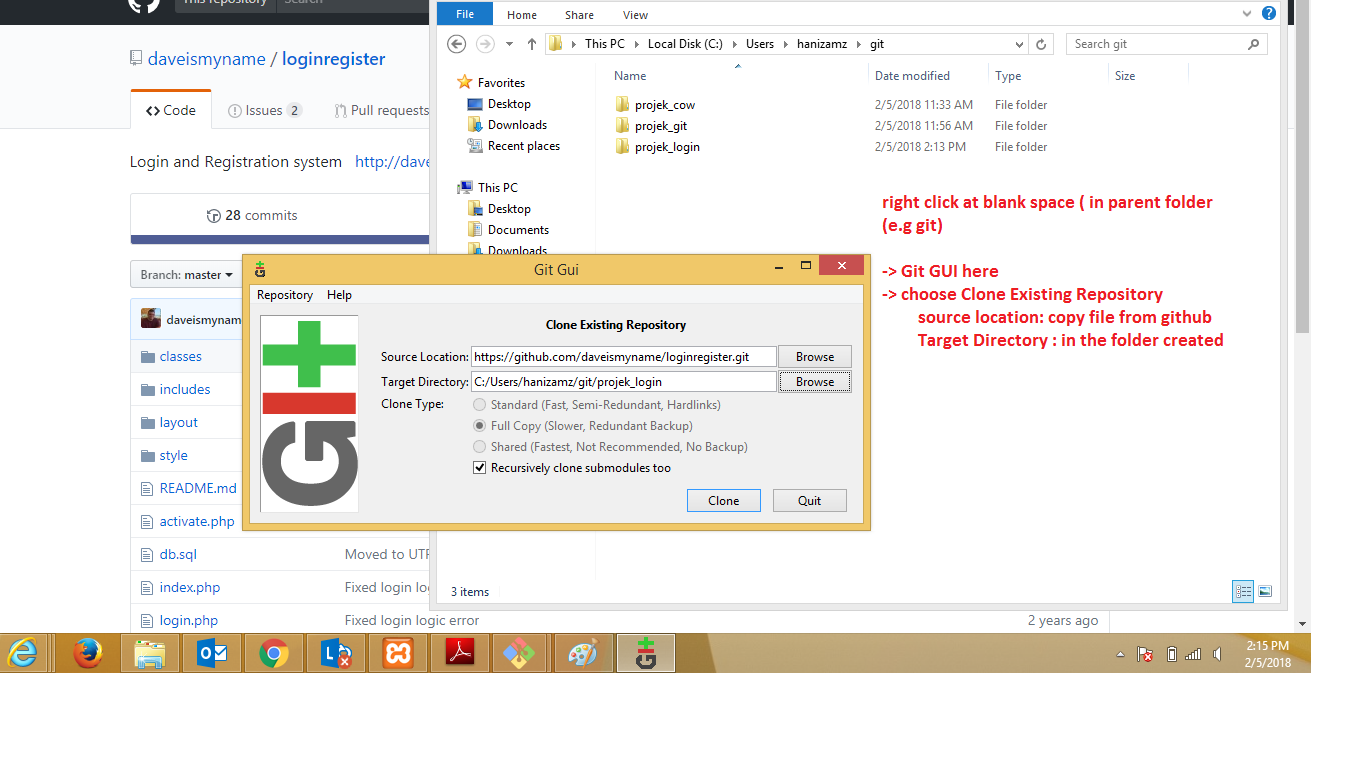 This repository Search
daveismyname / loginregister
Code Issues 2 Pull requests
Login and Registration system http://dave
28 commits
Branch: master
daveismynam
classes
includes
layout
style
README.md
activate.php
db.sql Moved to UTF
index.php Fixed login lo
login.php Fixed login logic error 2 years ago
File Home Share View
This PC Local Disk (C:) Users hanizamz git Search git
Name Date modified Type Size
Favorites
Desktop
Downloads
Recent places
This PC
Desktop
Documents
Downloads
projek_cow 2/5/2018 11:33 AM File folder
projek_git 2/5/2018 11:56 AM File folder
projek_login 2/5/2018 2:13 PM File folder
3 items
right click at blank space ( in parent folder
(e.g git)
-> Git GUI here
-> choose Clone Existing Repository
source location: copy file from github
Target Directory : in the folder created
Git Gui
Repository Help
GIT
Clone Existing Repository
Source Location: https://github.com/daveismyname/loginregister.git Browse
Target Directory: C:/Users/hanizamz/git/projek_login Browse
Clone Type: Standard (Fast, Semi-Redundant, Hardlinks)
Full Copy (Slower, Redundant Backup)
Shared (Fastest, Not Recommended, No Backup)
Recursively clone submodules too
Clone Quit
2:15 PM
2/5/2018